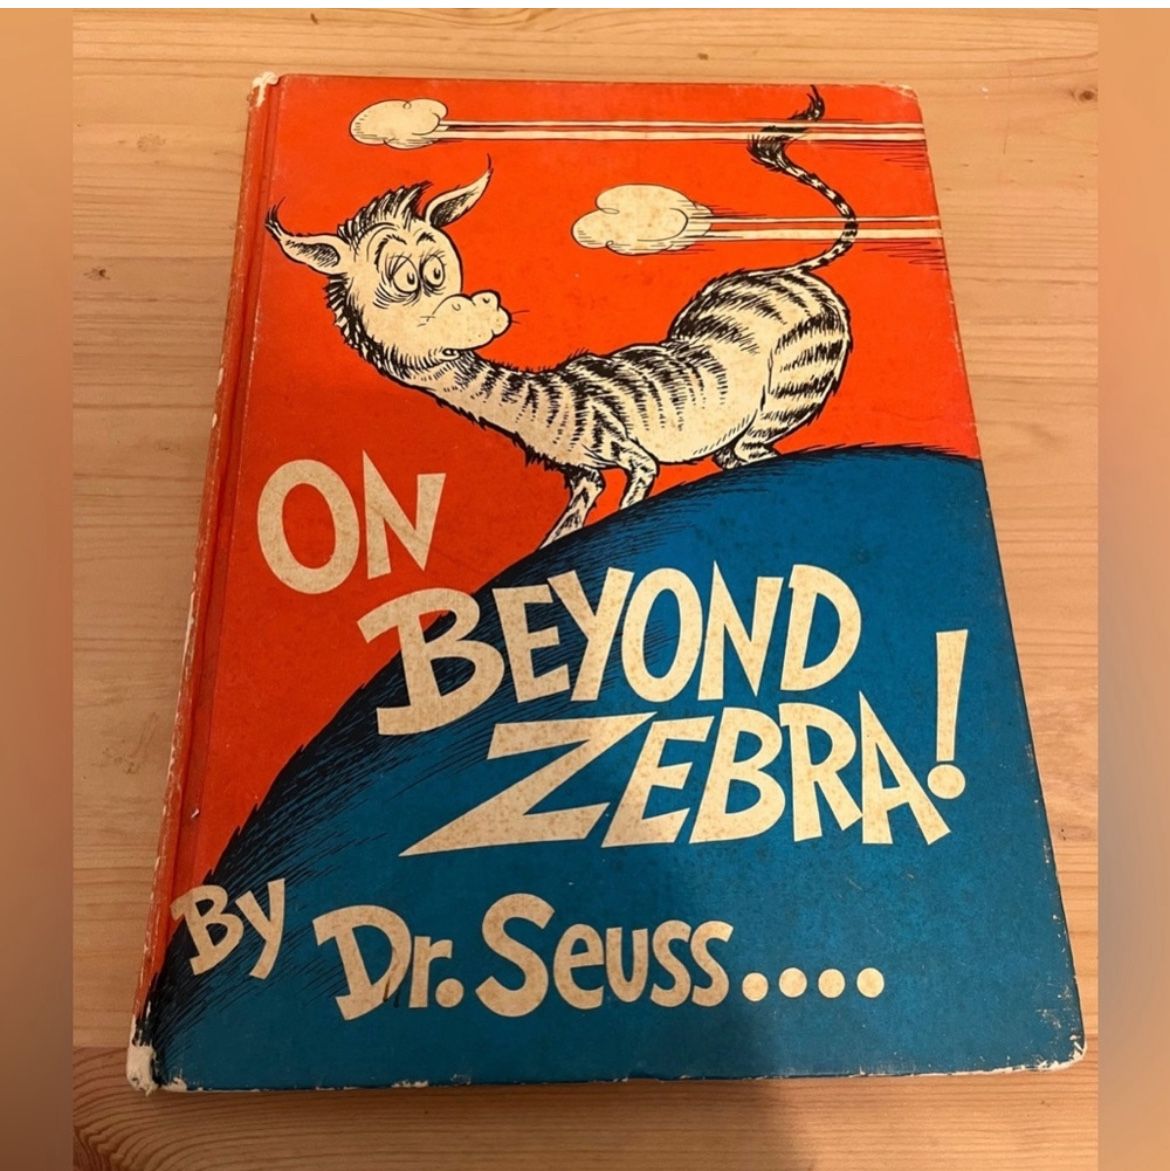 ON
BEYOND
ZEBRA!
By Dr. Seuss....